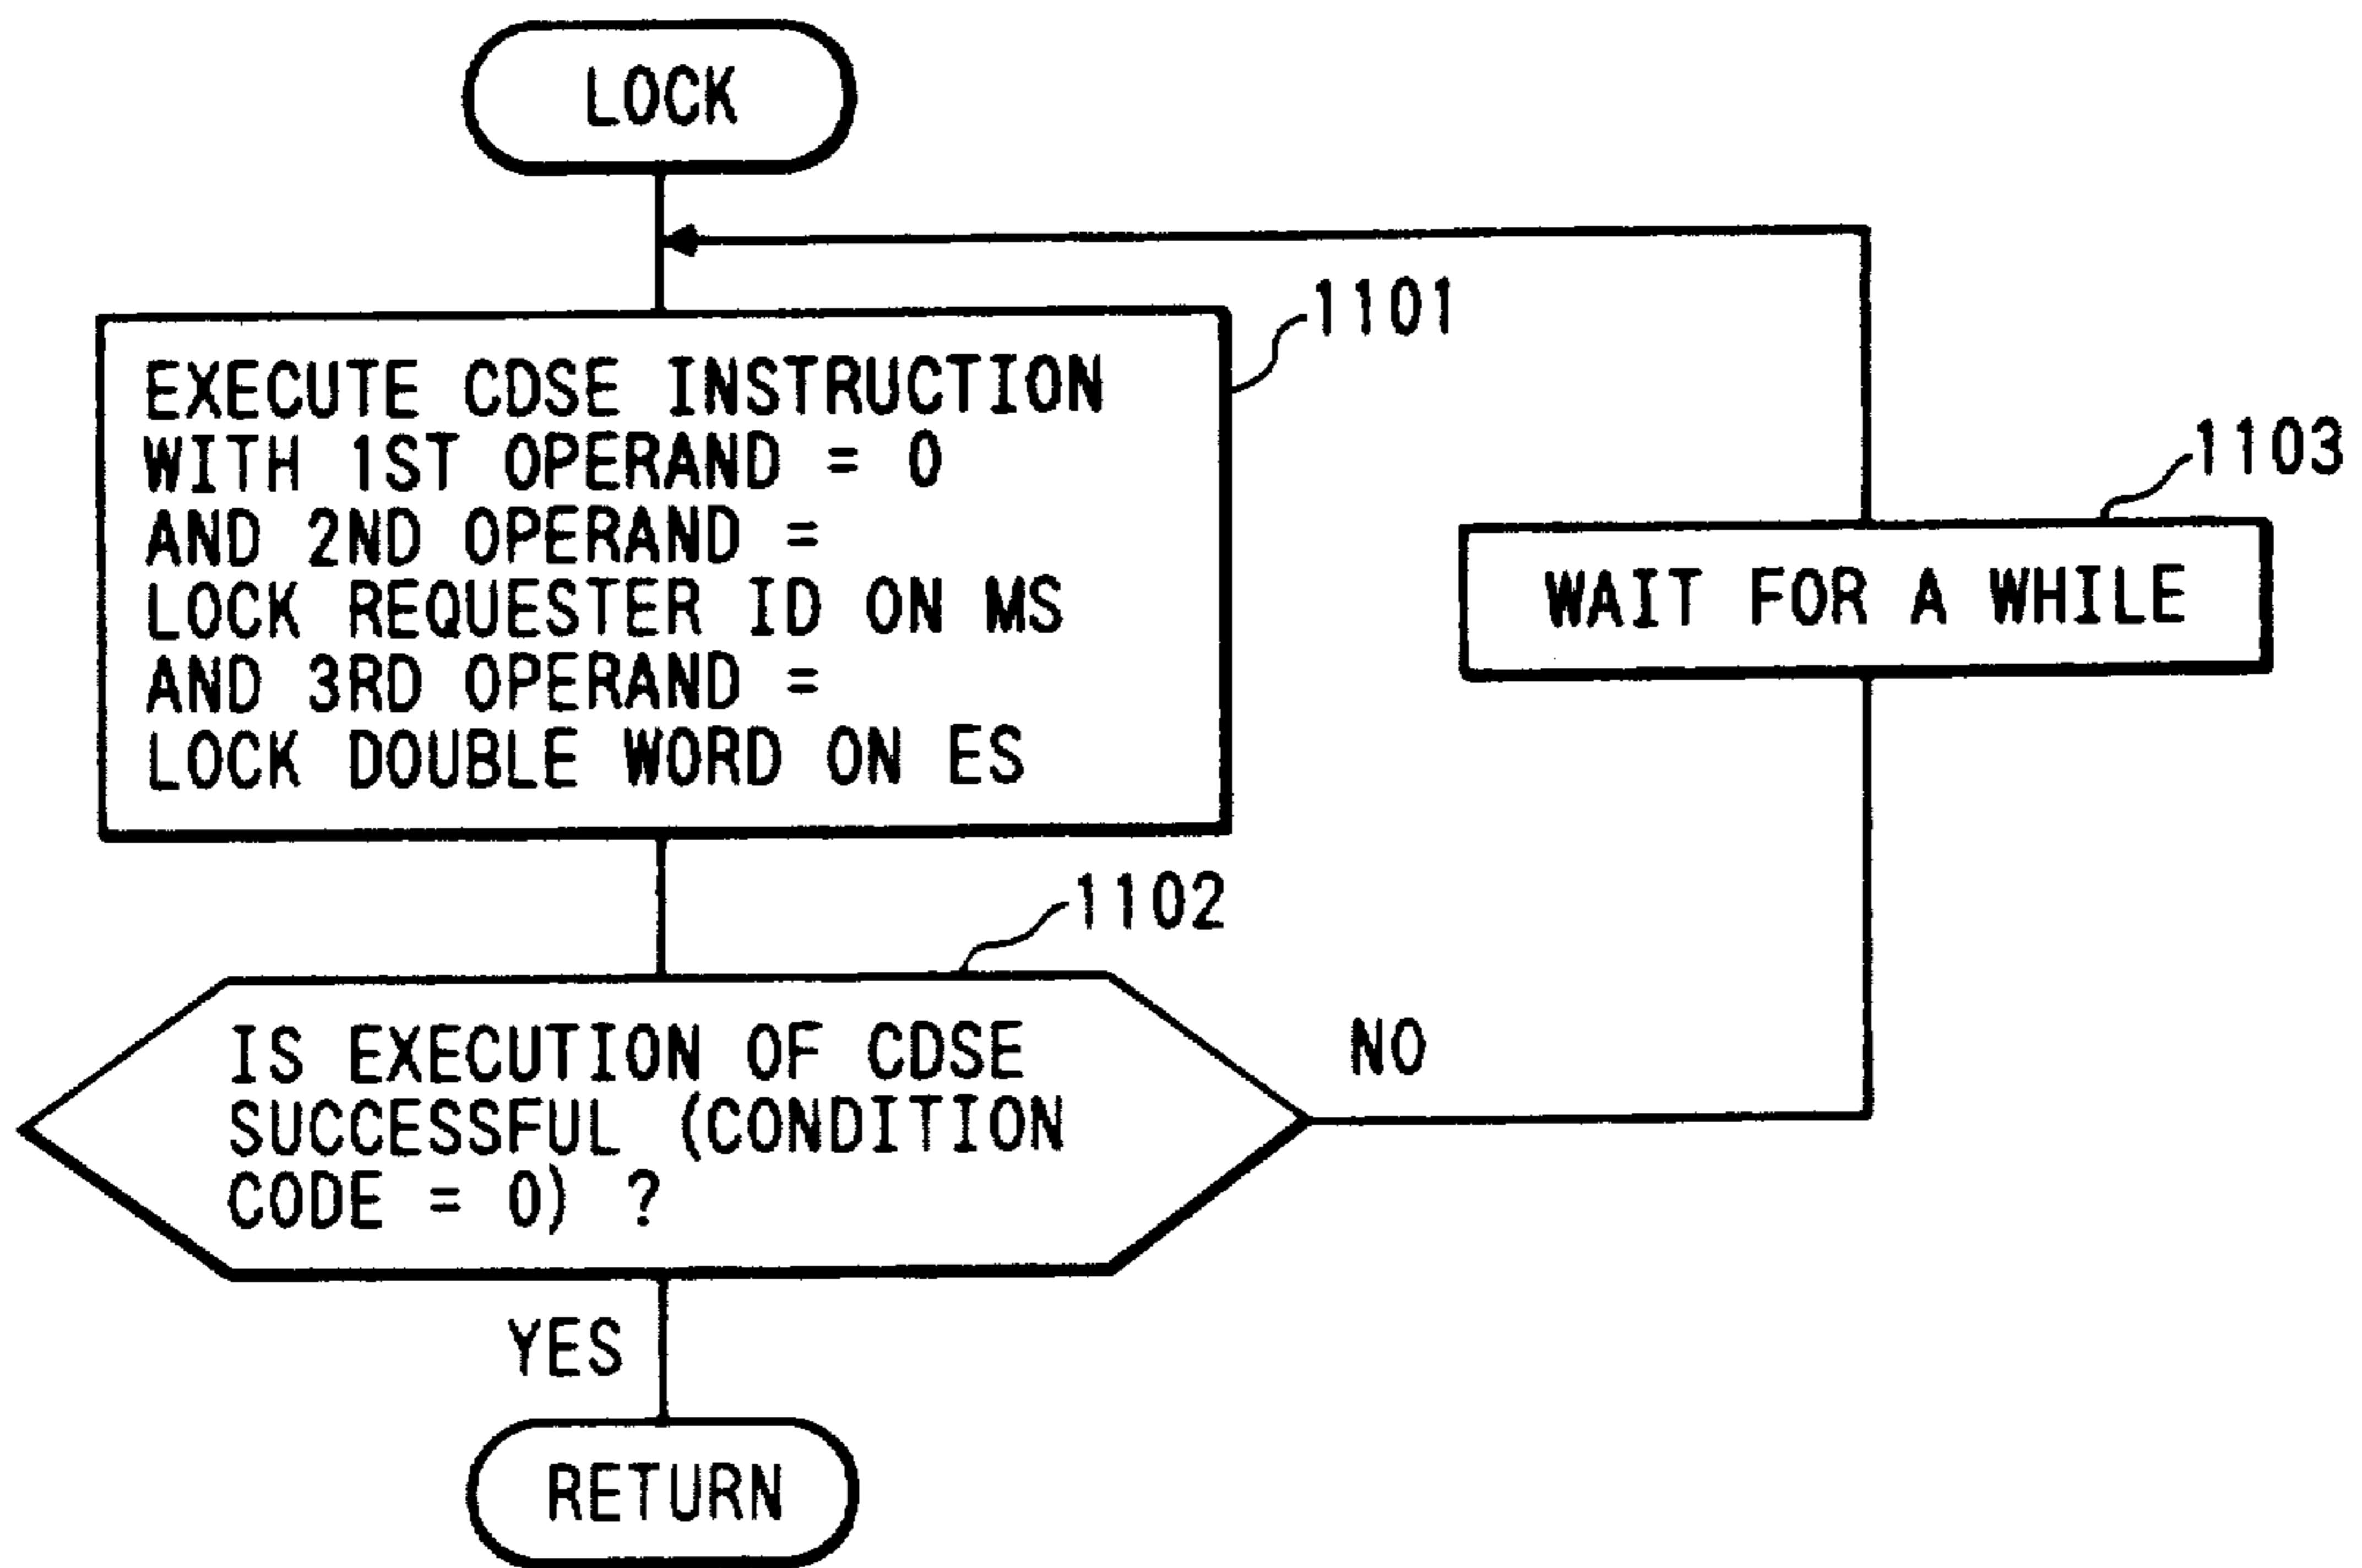 LOCK
1101
EXECUTE CDSE INSTRUCTION
WITH 1ST OPERAND = 0
AND 2ND OPERAND =
LOCK REQUESTER ID ON MS
AND 3RD OPERAND =
LOCK DOUBLE WORD ON ES
1103
WAIT FOR A WHILE
1102
IS EXECUTION OF CDSE
SUCCESSFUL (CONDITION
CODE = 0) ?
NO
YES
RETURN